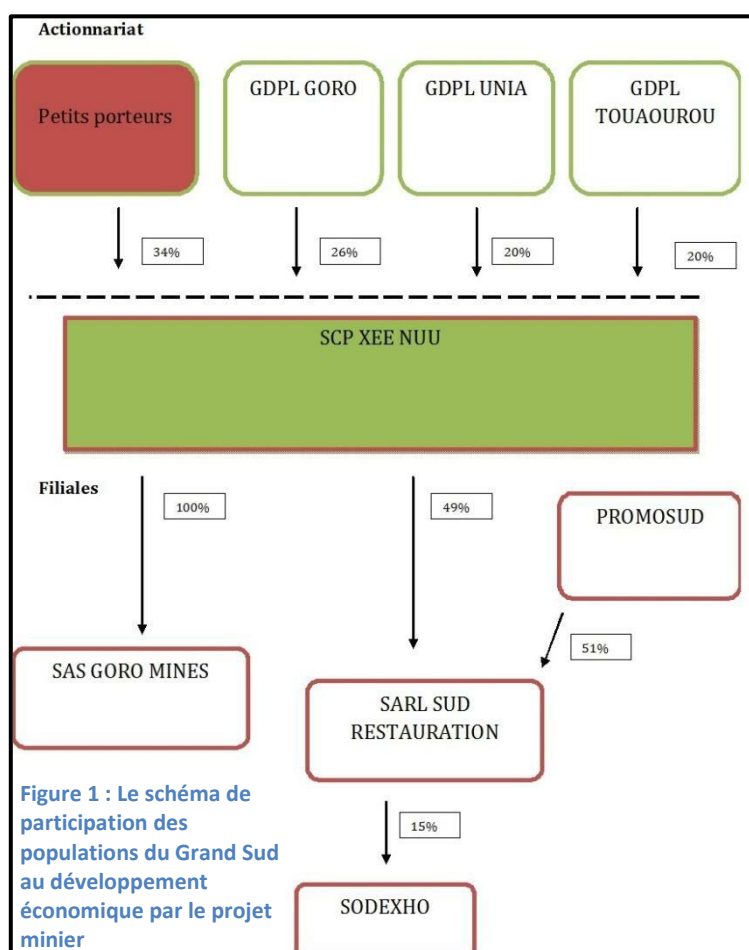 Actionnariat
Petits porteurs
GDPL GORO
GDPL UNIA
GDPL
TOUAOUROU
34%
26%
20%
20%
SCP XEE NUU
Filiales
100%
49%
PROMOSUD
51%
SAS GORO MINES
SARL SUD
RESTAURATION
15%
SODEXHO
Figure 1 : Le schéma de
participation des
populations du Grand Sud
au développement
économique par le projet
minier